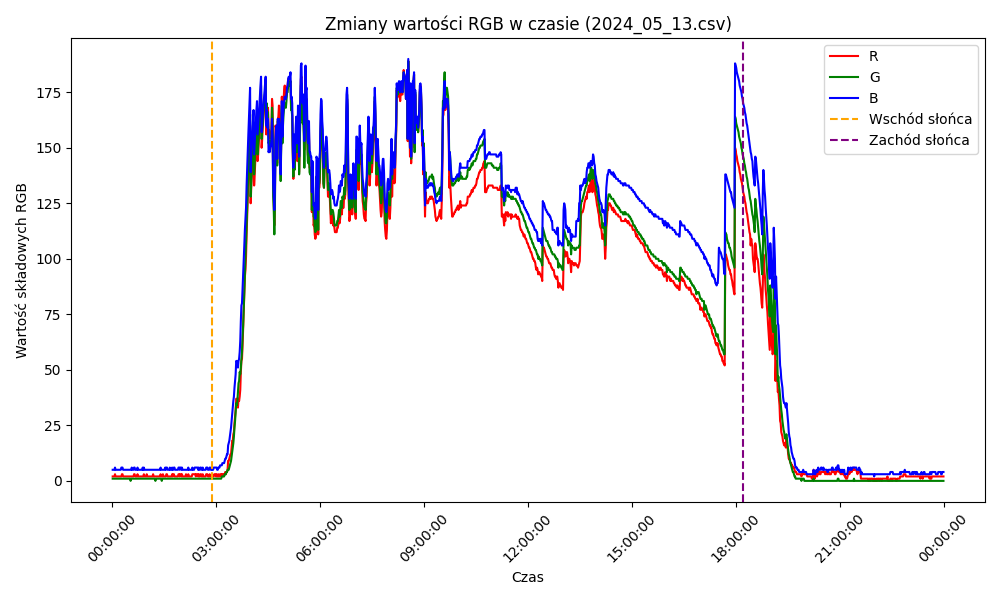 Zmiany wartości RGB w czasie (2024_05_13.csv)
R
G
B
Wschód słońca
Zachód słońca
Wartość składowych RGB
175
150
125
100
75
50
25
0
00:00:00
03:00:00
06:00:00
09:00:00
12:00:00
15:00:00
18:00:00
21:00:00
00:00:00
Czas